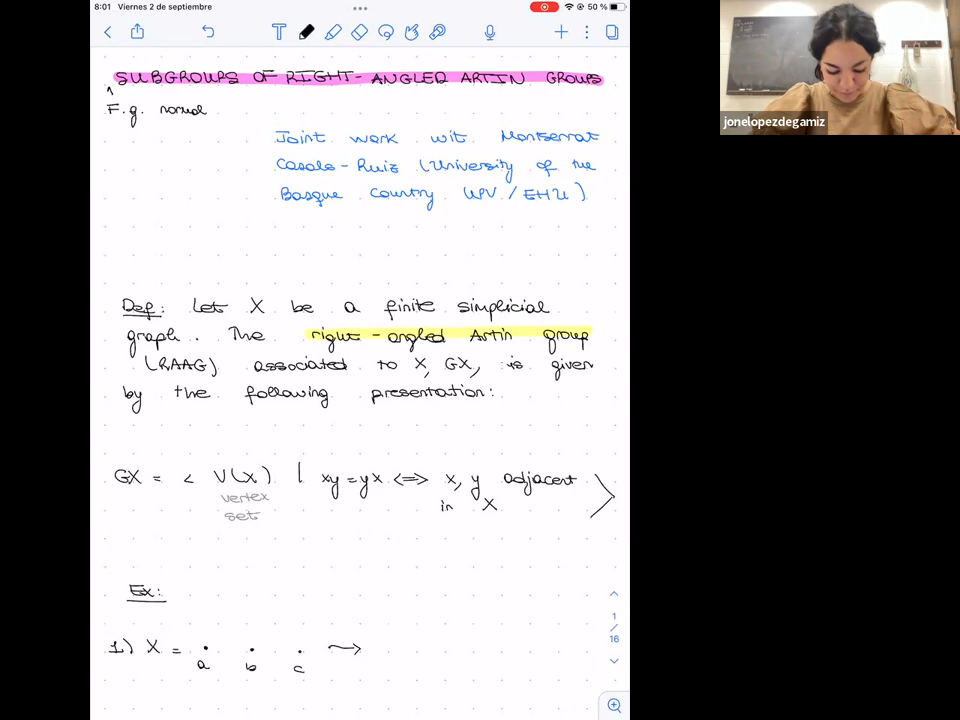 8:01 Viernes 2 de septiembre
50 %
SUBGROUPS OF RIGHT-ANGLED ARTIN GROUPS
F.g. normal
Joint work wit Montserrat
Casals-Ruiz (University of the
Basque Country UPV/EHU)
Def: Let X be a finite simplicial
graph. The right-angled Artin group
(RAAG) associated to X, GX, is given
by the following presentation:
GX = < V(X) | xy=yx <=> x, y adjacent
vertex in X >
set
Ex:
1) X = . . . ⇝
a b c
1
/
16
jonelopezdegamiz